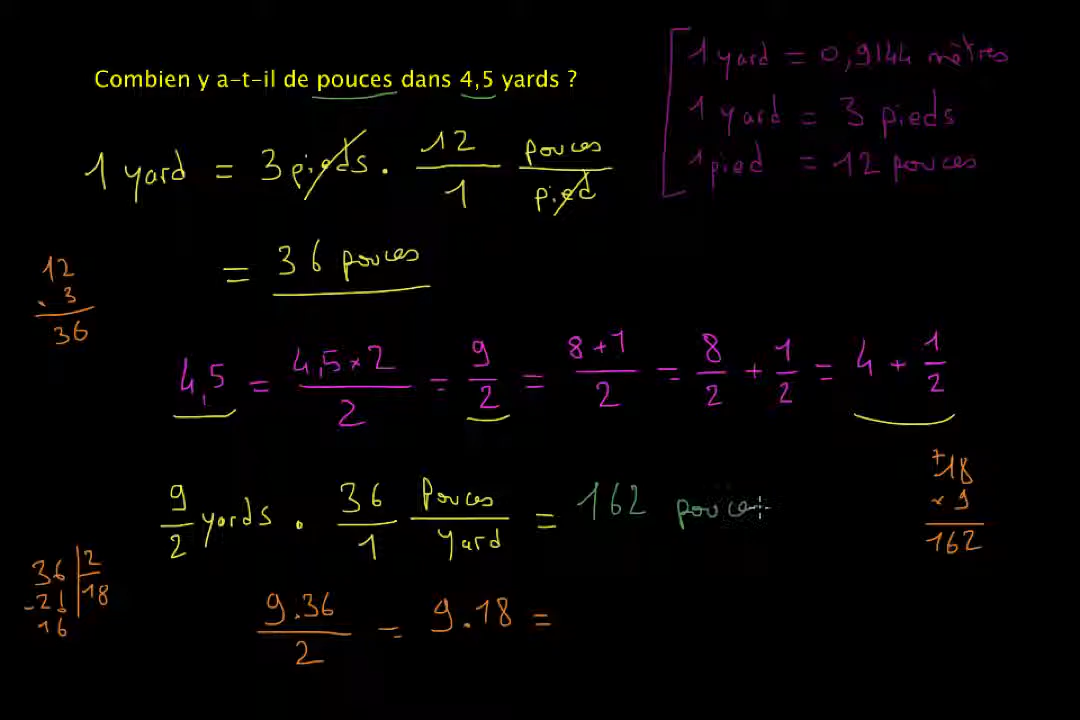 Combien y a-t-il de pouces dans 4,5 yards ?
1 yard = 0,9144 mètres
1 yard = 3 pieds
1 pied = 12 pouces
1 yard = 3 pieds . 12/1 pouces/pied
= 36 pouces
12
. 3
36
4,5 = 4,5 × 2 / 2 = 9/2 = 8+1 / 2 = 8/2 + 1/2 = 4 + 1/2
9/2 yards . 36/1 Pouces/Yard = 162 pouces
+18
× 9
162
36 | 2
-2↓ | 18
16
9.36 / 2 = 9.18 =